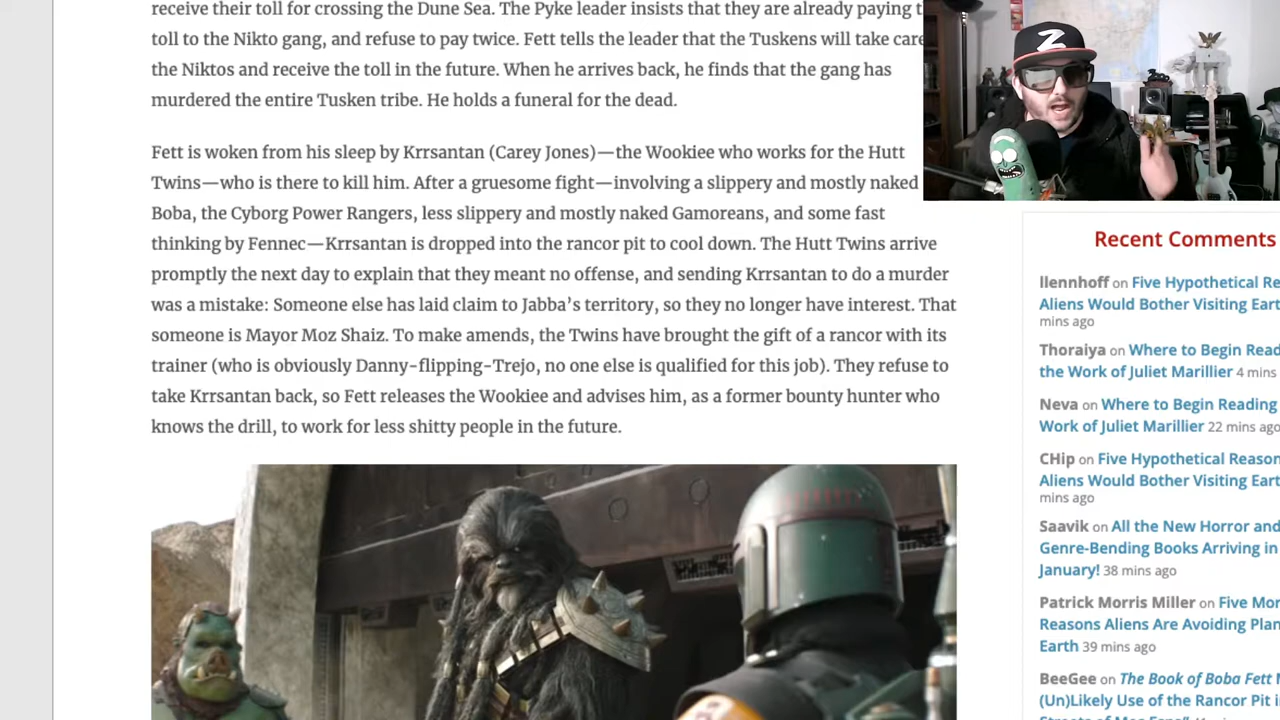 receive their toll for crossing the Dune Sea. The Pyke leader insists that they are already paying
toll to the Nikto gang, and refuse to pay twice. Fett tells the leader that the Tuskens will take care
the Niktos and receive the toll in the future. When he arrives back, he finds that the gang has
murdered the entire Tusken tribe. He holds a funeral for the dead.
Fett is woken from his sleep by Krrsantan (Carey Jones)—the Wookiee who works for the Hutt
Twins—who is there to kill him. After a gruesome fight—involving a slippery and mostly naked
Boba, the Cyborg Power Rangers, less slippery and mostly naked Gamoreans, and some fast
thinking by Fennec—Krrsantan is dropped into the rancor pit to cool down. The Hutt Twins arrive
promptly the next day to explain that they meant no offense, and sending Krrsantan to do a murder
was a mistake: Someone else has laid claim to Jabba’s territory, so they no longer have interest. That
someone is Mayor Moz Shaiz. To make amends, the Twins have brought the gift of a rancor with its
trainer (who is obviously Danny-flipping-Trejo, no one else is qualified for this job). They refuse to
take Krrsantan back, so Fett releases the Wookiee and advises him, as a former bounty hunter who
knows the drill, to work for less shitty people in the future.
Z
Recent Comments
llennhoff on Five Hypothetical Re
Aliens Would Bother Visiting Eart
mins ago
Thoraiya on Where to Begin Read
the Work of Juliet Marillier 4 mins
Neva on Where to Begin Reading
Work of Juliet Marillier 22 mins ago
CHip on Five Hypothetical Reason
Aliens Would Bother Visiting Eart
mins ago
Saavik on All the New Horror and
Genre-Bending Books Arriving in
January! 38 mins ago
Patrick Morris Miller on Five Mor
Reasons Aliens Are Avoiding Plan
Earth 39 mins ago
BeeGee on The Book of Boba Fett M
(Un)Likely Use of the Rancor Pit i